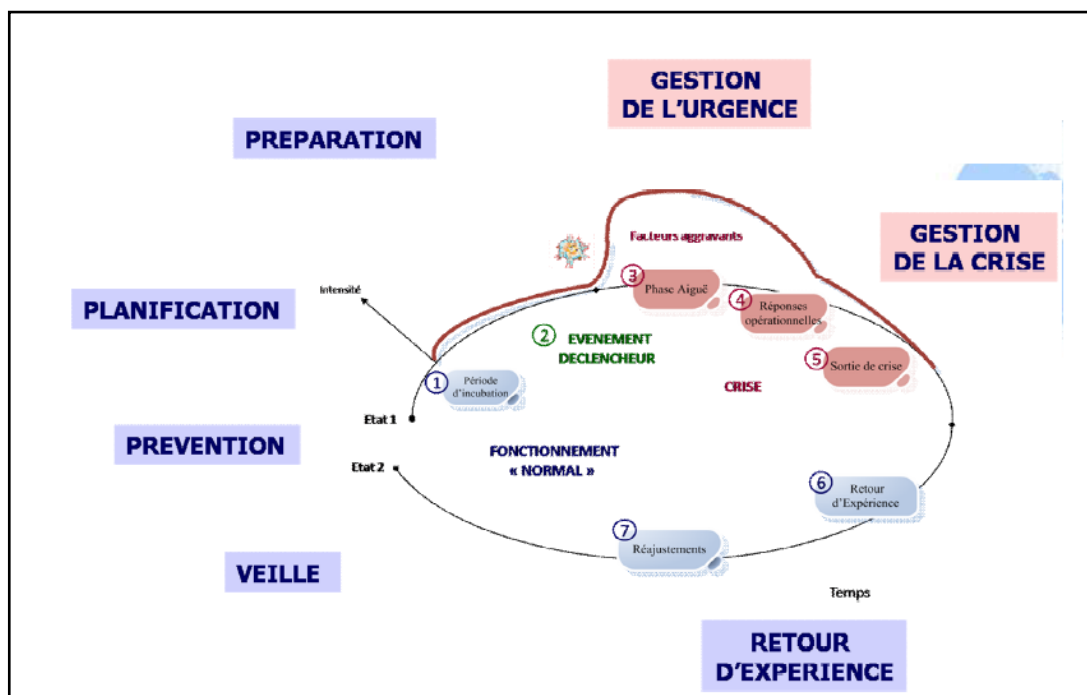 GESTION
DE L'URGENCE
PREPARATION
GESTION
DE LA CRISE
Facteurs aggravants
3
Phase Aiguë
Intensité
PLANIFICATION
4
Réponses
opérationnelles
2
EVENEMENT
DECLENCHEUR
5
Sortie de crise
1
Période
d'incubation
CRISE
Etat 1
PREVENTION
FONCTIONNEMENT
« NORMAL »
Etat 2
6
Retour
d'Expérience
7
Réajustements
VEILLE
Temps
RETOUR
D'EXPERIENCE